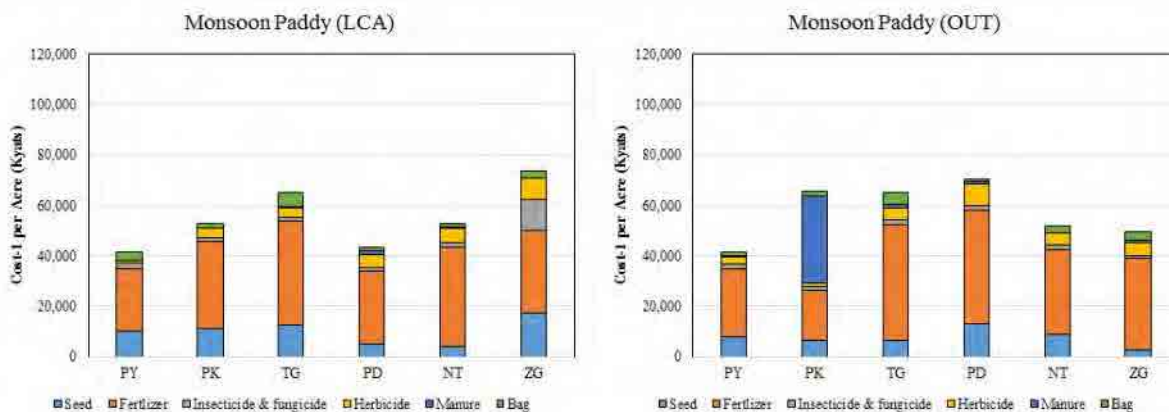 Monsoon Paddy (LCA)
120,000
100,000
80,000
60,000
40,000
20,000
0
Cost-1 per Acre (Kyats)
PY PK TG PD NT ZG
Seed Fertlizer Insecticide & fungicide Herbicide Manure Bag
Monsoon Paddy (OUT)
120,000
100,000
80,000
60,000
40,000
20,000
0
Cost-1 per Acre (Kyats)
PY PK TG PD NT ZG
Seed Fertlizer Insecticide & fungicide Herbicide Manure Bag